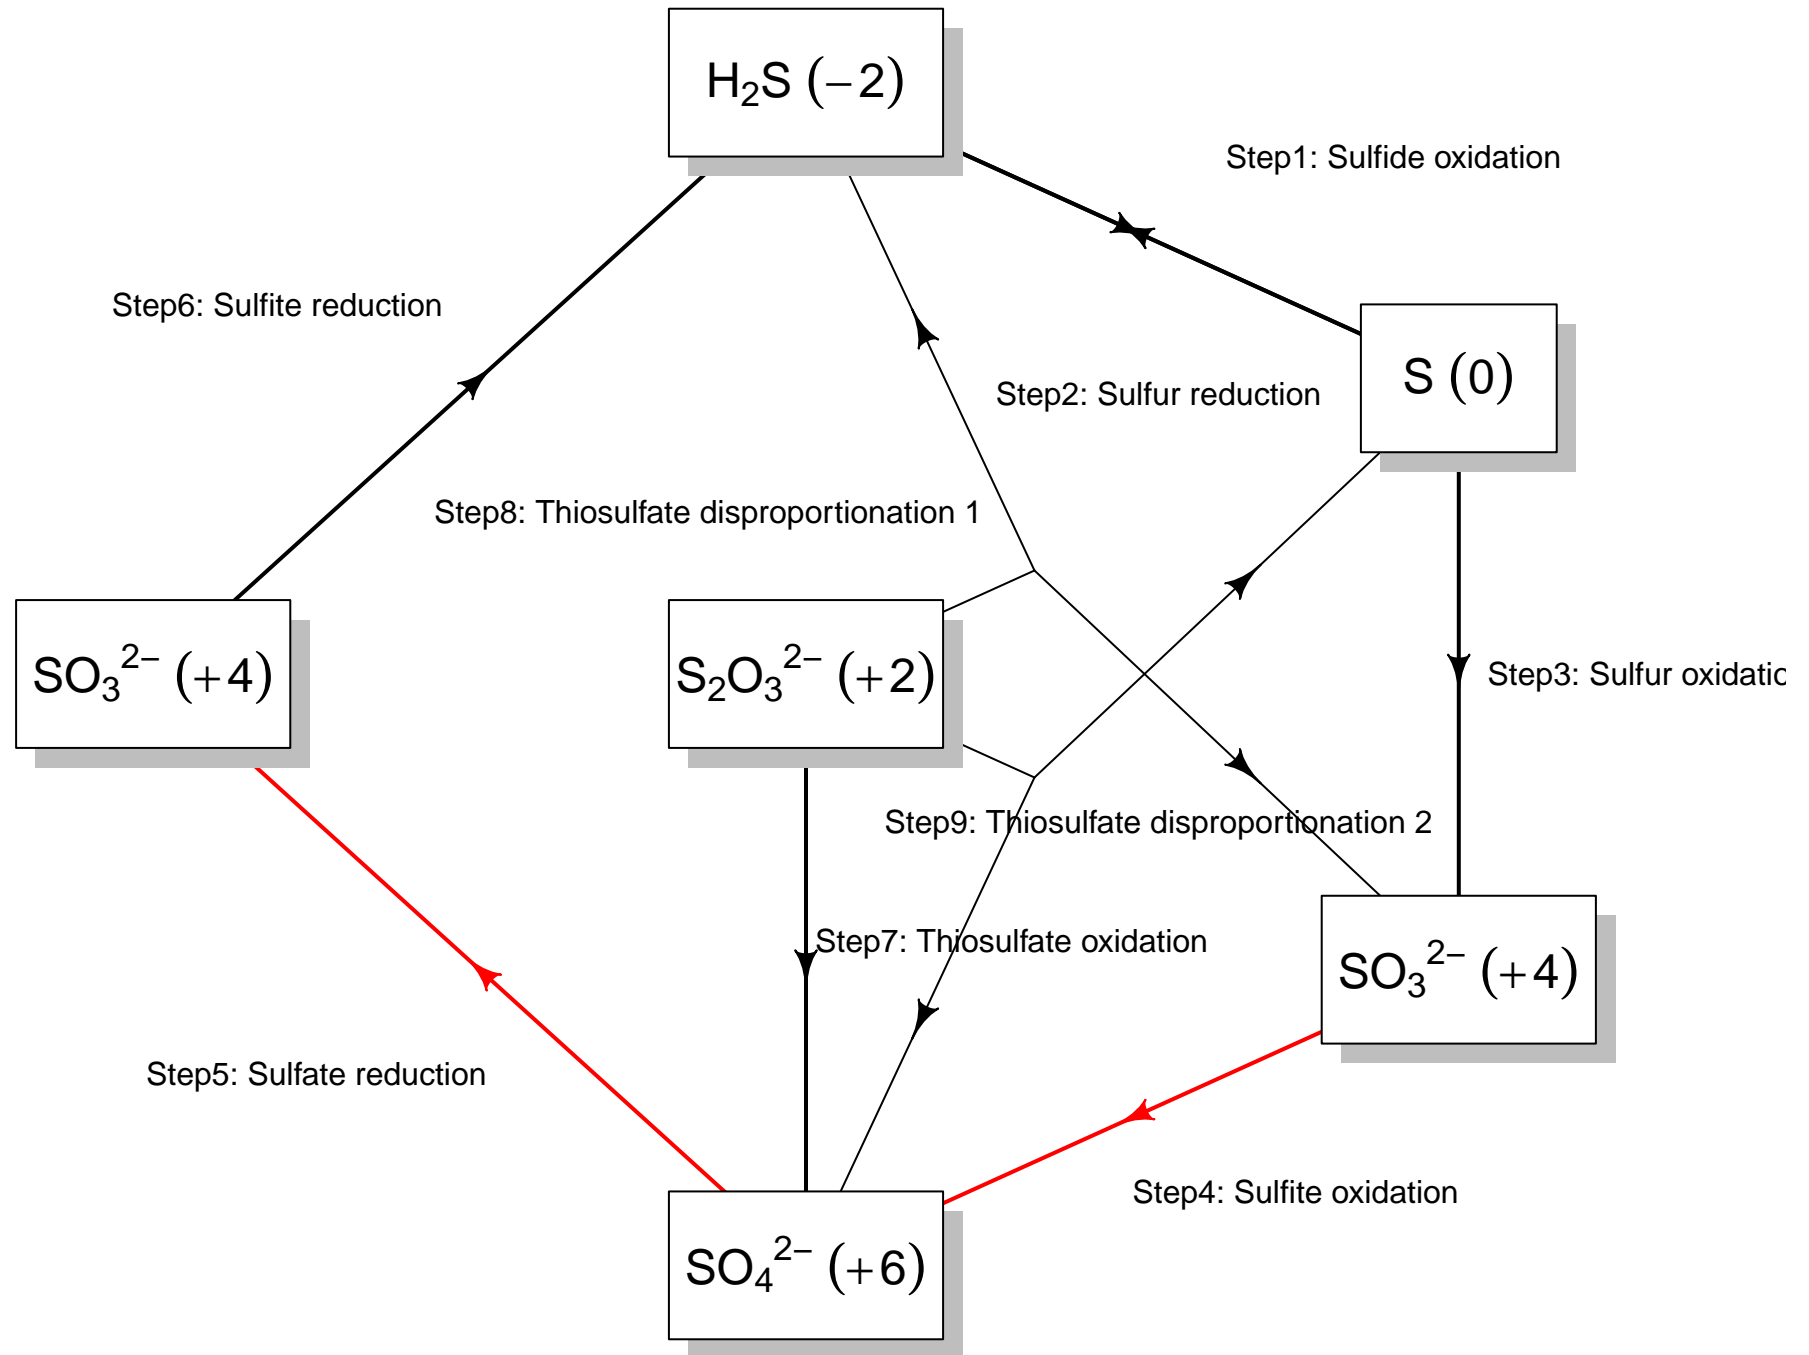 H₂S (−2)
Step1: Sulfide oxidation
Step6: Sulfite reduction
S (0)
Step2: Sulfur reduction
Step8: Thiosulfate disproportionation 1
SO₃²⁻ (+4)
S₂O₃²⁻ (+2)
Step3: Sulfur oxidatic
Step9: Thiosulfate disproportionation 2
Step7: Thiosulfate oxidation
SO₃²⁻ (+4)
Step5: Sulfate reduction
Step4: Sulfite oxidation
SO₄²⁻ (+6)